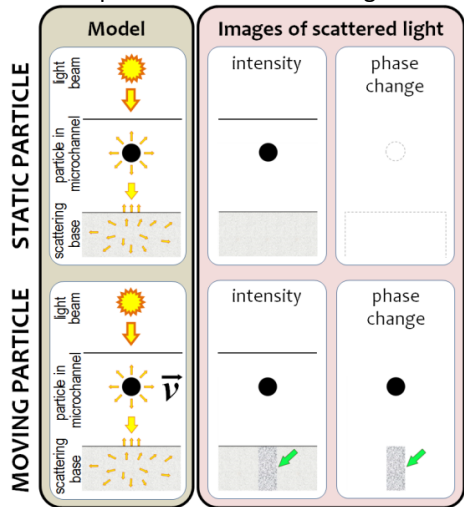 Model
Images of scattered light
STATIC PARTICLE
light
beam
particle in
microchannel
scattering
base
intensity
phase
change
MOVING PARTICLE
light
beam
particle in
microchannel
scattering
base
v
intensity
phase
change